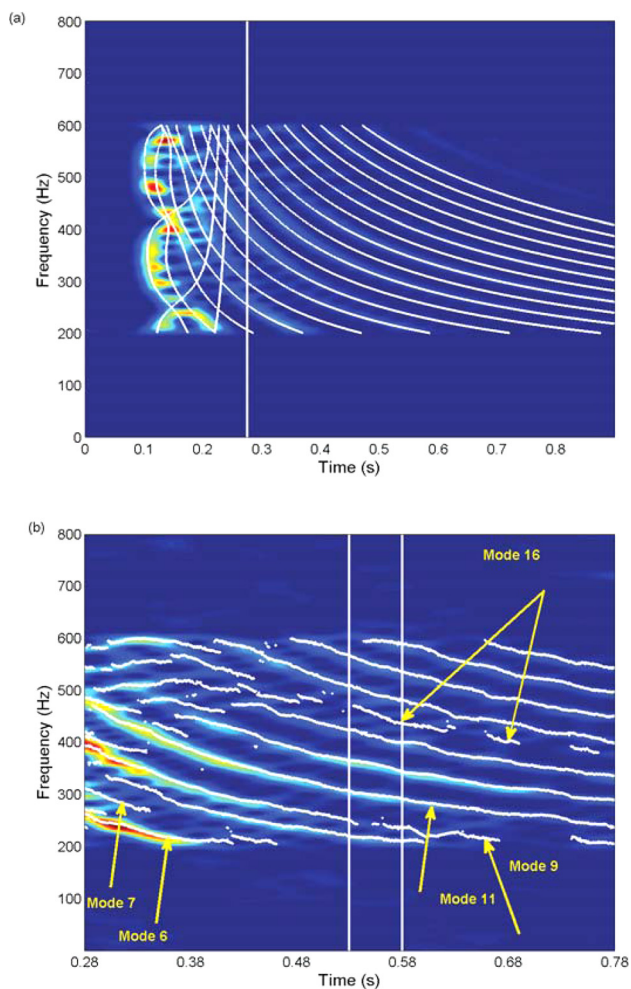 (a)
800
700
600
500
400
300
200
100
0
Frequency (Hz)
0 0.1 0.2 0.3 0.4 0.5 0.6 0.7 0.8
Time (s)
(b)
800
700
600
500
400
300
200
100
Frequency (Hz)
Mode 16
Mode 9
Mode 11
Mode 7
Mode 6
0.28 0.38 0.48 0.58 0.68 0.78
Time (s)